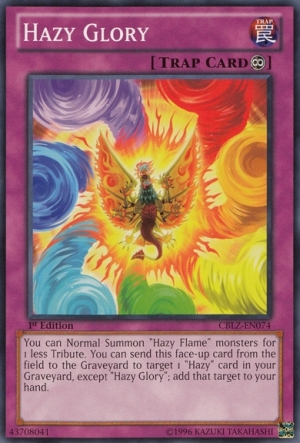 Hazy Glory
TRAP
罠
[Trap Card]
CBLZ-EN074
1st Edition
You can Normal Summon "Hazy Flame" monsters for
1 less Tribute. You can send this face-up card from the
field to the Graveyard to target 1 "Hazy" card in your
Graveyard, except "Hazy Glory"; add that target to your
hand.
43708041
©1996 KAZUKI TAKAHASHI